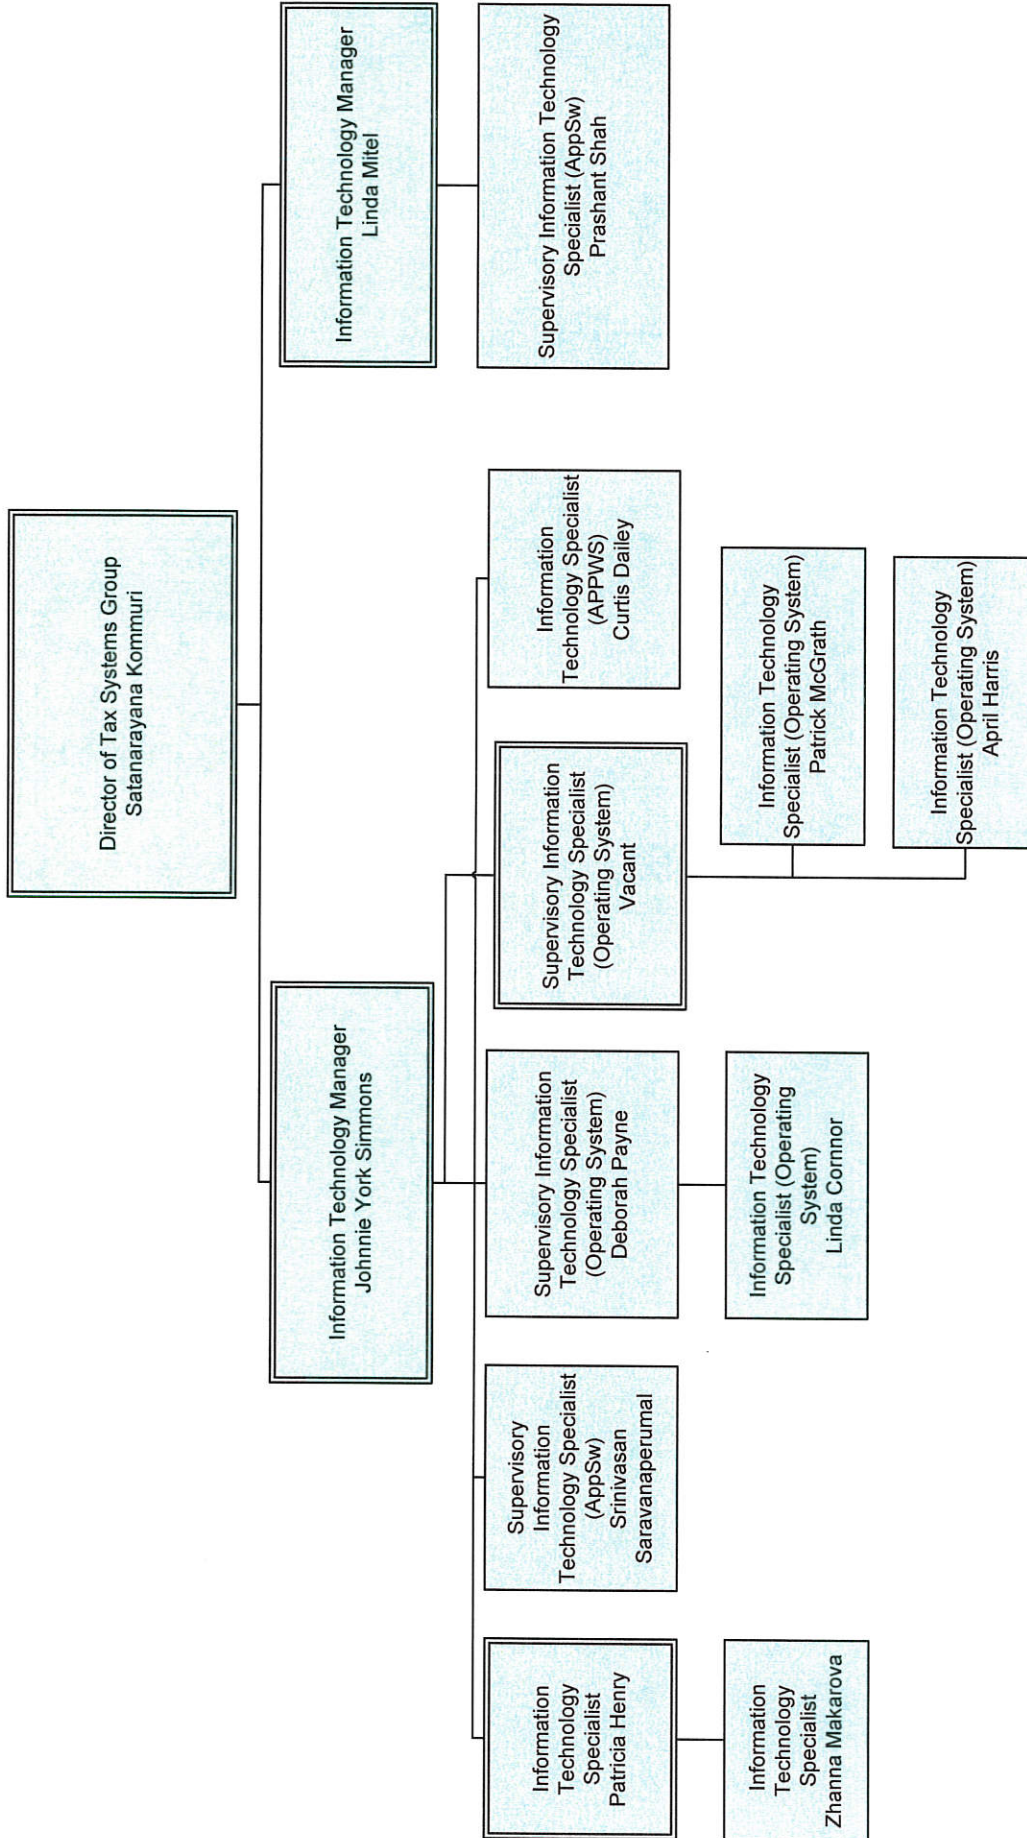 Director of Tax Systems Group
Satanarayana Kommuri
Information Technology Manager
Johnnie York Simmons
Information Technology Manager
Linda Mitel
Information
Technology
Specialist
Patricia Henry
Supervisory
Information
Technology Specialist
(AppSw)
Srinivasan
Saravanaperumal
Supervisory Information
Technology Specialist
(Operating System)
Deborah Payne
Supervisory Information
Technology Specialist
(Operating System)
Vacant
Information
Technology Specialist
(APPWS)
Curtis Dailey
Supervisory Information Technology
Specialist (AppSw)
Prashant Shah
Information
Technology
Specialist
Zhanna Makarova
Information Technology
Specialist (Operating
System)
Linda Cornnor
Information Technology
Specialist (Operating System)
Patrick McGrath
Information Technology
Specialist (Operating System)
April Harris